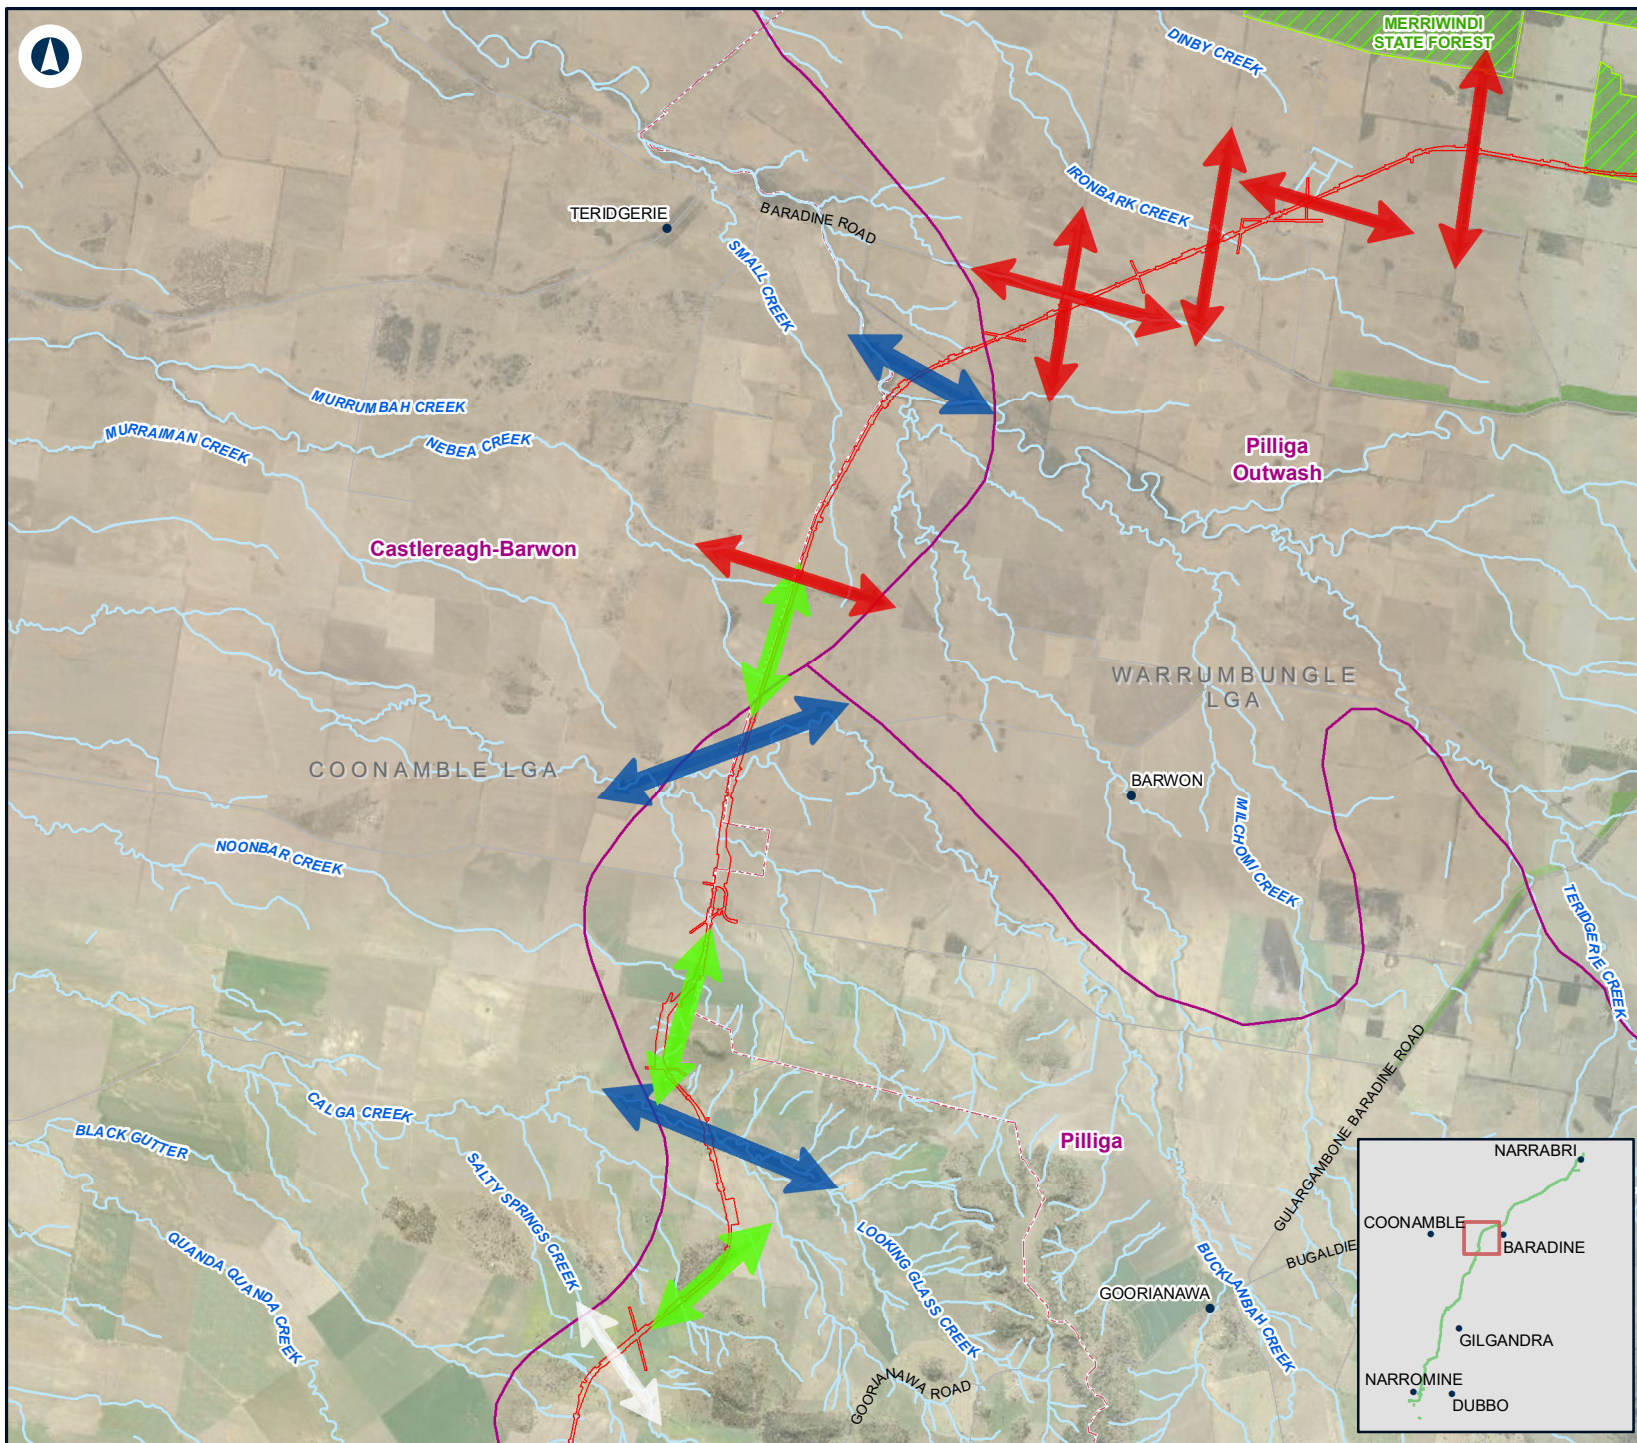 MERRIWINDI
STATE FOREST
DINBY CREEK
IRONBARK CREEK
TERIDGERIE
BARADINE ROAD
SMALL CREEK
MURRUMBAH CREEK
MURRAIMAN CREEK
NEBEA CREEK
Pilliga
Outwash
Castlereagh-Barwon
WARRUMBUNGLE
LGA
COONAMBLE LGA
BARWON
MILCHOMI CREEK
NOONBAR CREEK
TERIDGERIE CREEK
CALGA CREEK
BLACK GUTTER
SALTY SPRINGS CREEK
QUANDA QUANDA CREEK
Pilliga
GULARGAMBONE BARADINE ROAD
LOOKING GLASS CREEK
BUCKLANBAH CREEK
BUGALDIE
GOORIANAWA
GOORIANAWA ROAD
NARRABRI
COONAMBLE
BARADINE
GILGANDRA
NARROMINE
DUBBO